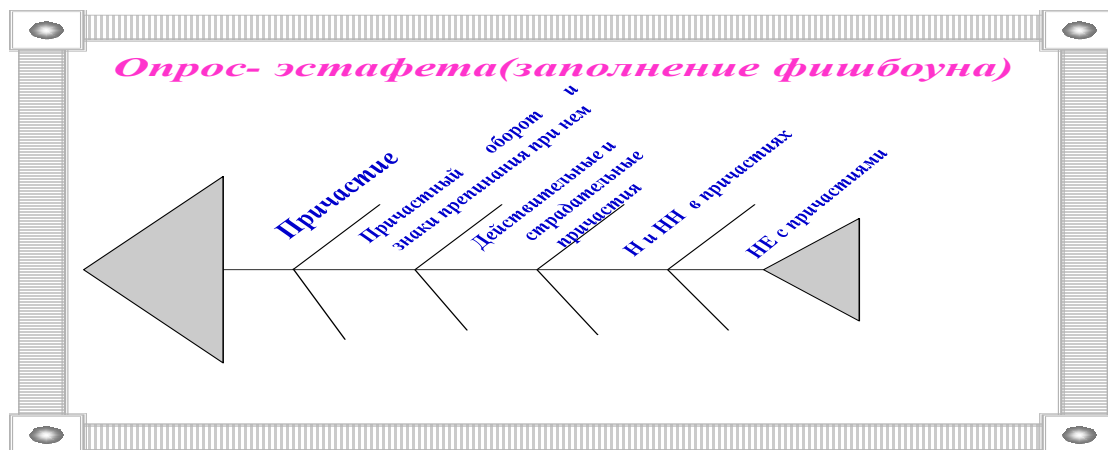 Опрос- эстафета(заполнение фишбоуна)
Причастие
Причастный оборот и
знаки препинания при нем
Действительные и
страдательные
причастия
Н и НН в причастиях
НЕ с причастиями